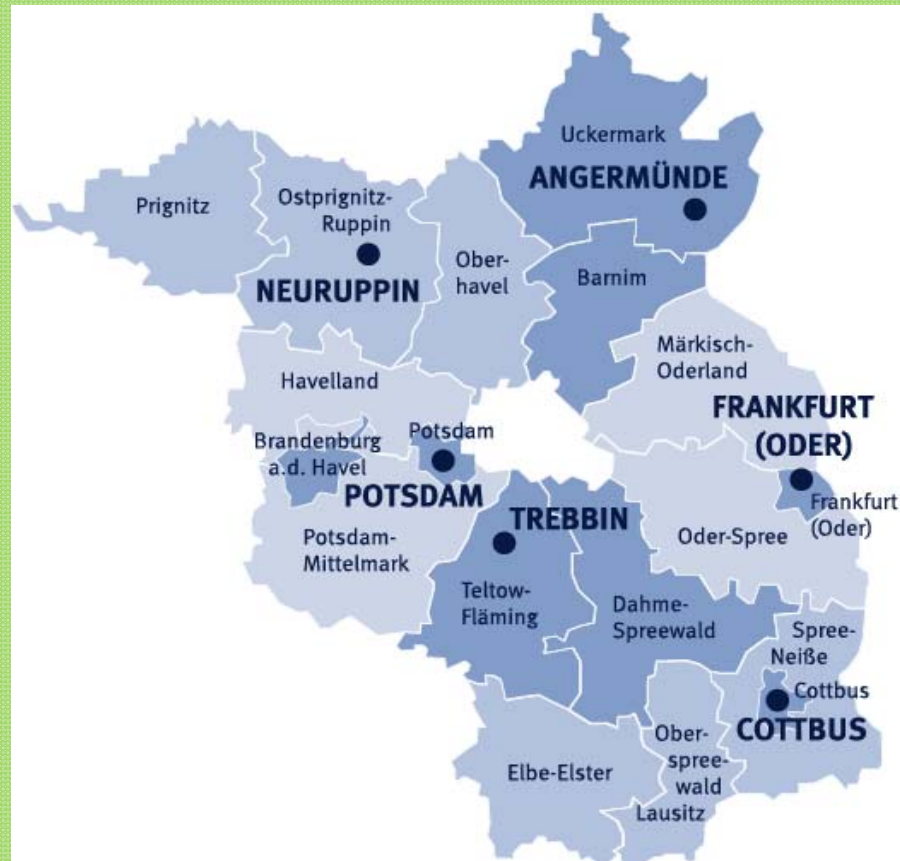 Uckermark
ANGERMÜNDE
Prignitz
Ostprignitz-
Ruppin
NEURUPPIN
Ober-
havel
Barnim
Märkisch-
Oderland
Havelland
FRANKFURT
(ODER)
Brandenburg
a.d. Havel
Potsdam
POTSDAM
Frankfurt
(Oder)
TREBBIN
Oder-Spree
Potsdam-
Mittelmark
Teltow-
Fläming
Dahme-
Spreewald
Spree-
Neiße
Cottbus
COTTBUS
Elbe-Elster
Ober-
spree-
wald
Lausitz